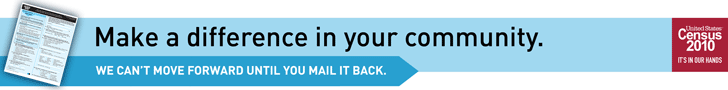 Make a difference in your community.
WE CAN'T MOVE FORWARD UNTIL YOU MAIL IT BACK.
United States
Census
2010
IT'S IN OUR HANDS